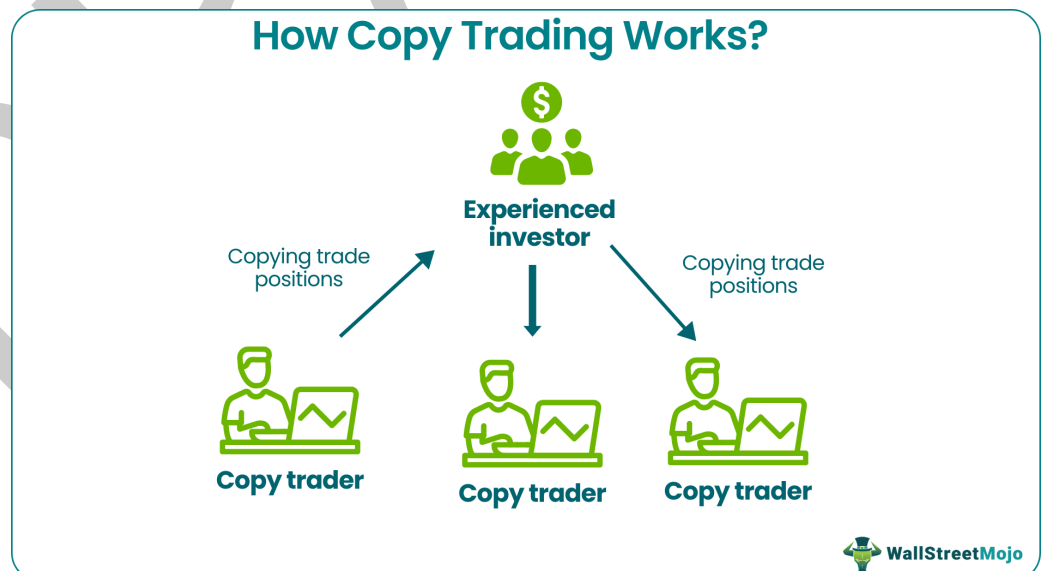 How Copy Trading Works?
$
Experienced
investor
Copying trade
positions
Copying trade
positions
Copy trader
Copy trader
Copy trader
WallStreetMojo